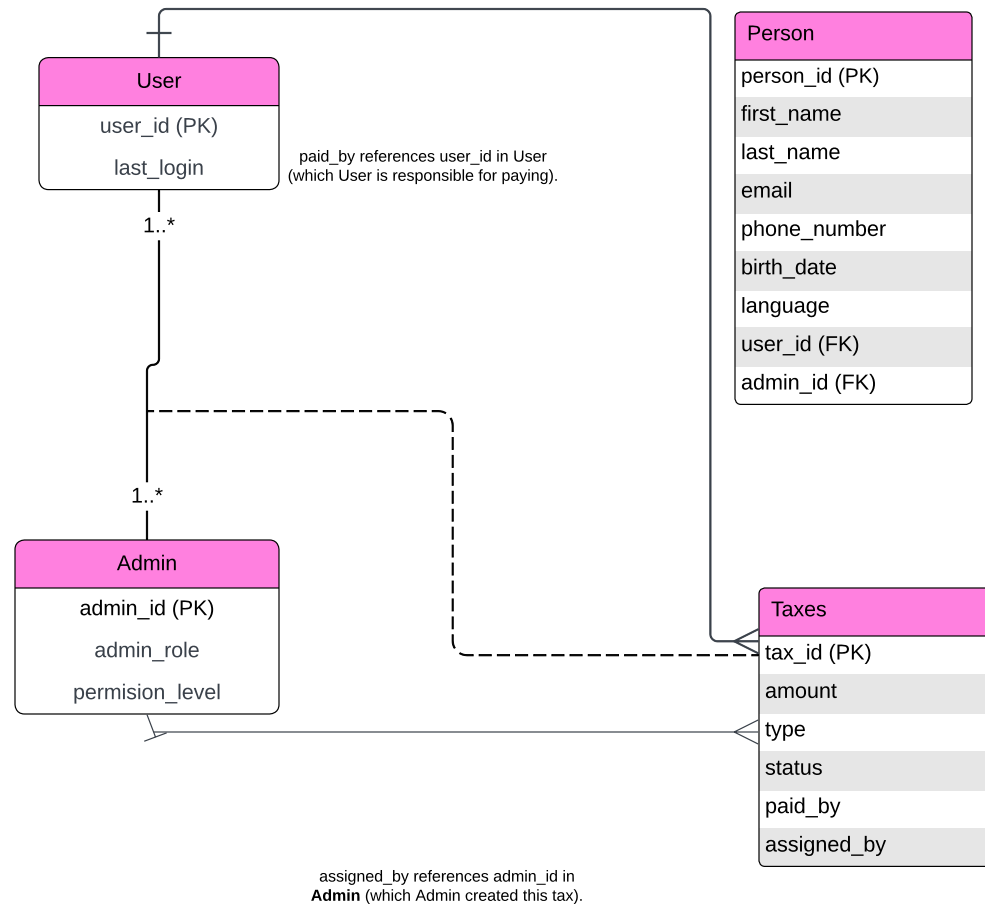 User
user_id (PK)
last_login
1..*
paid_by references user_id in User
(which User is responsible for paying).
Person
person_id (PK)
first_name
last_name
email
phone_number
birth_date
language
user_id (FK)
admin_id (FK)
1..*
Admin
admin_id (PK)
admin_role
permision_level
Taxes
tax_id (PK)
amount
type
status
paid_by
assigned_by
assigned_by references admin_id in
Admin (which Admin created this tax).